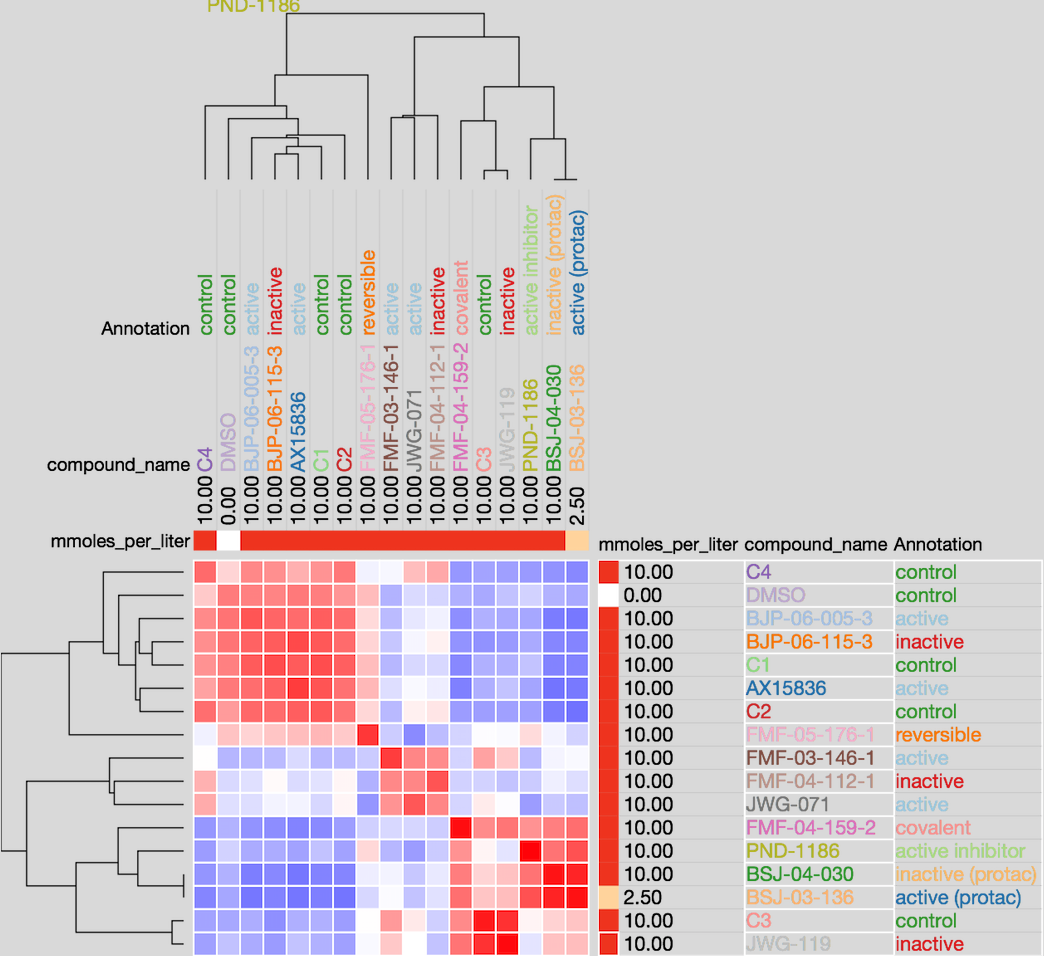 PND-1186
Annotation control control active inactive active control control reversible active active inactive covalent control inactive active inhibitor inactive (protac) active (protac)
compound_name C4 DMSO BJP-06-005-3 BJP-06-115-3 AX15836 C1 C2 FMF-05-176-1 FMF-03-146-1 JWG-071 FMF-04-112-1 FMF-04-159-2 C3 JWG-119 PND-1186 BSJ-04-030 BSJ-03-136
10.00 0.00 10.00 10.00 10.00 10.00 10.00 10.00 10.00 10.00 10.00 10.00 10.00 10.00 10.00 10.00 2.50
mmoles_per_liter
mmoles_per_liter compound_name Annotation
10.00 C4 control
0.00 DMSO control
10.00 BJP-06-005-3 active
10.00 BJP-06-115-3 inactive
10.00 C1 control
10.00 AX15836 active
10.00 C2 control
10.00 FMF-05-176-1 reversible
10.00 FMF-03-146-1 active
10.00 FMF-04-112-1 inactive
10.00 JWG-071 active
10.00 FMF-04-159-2 covalent
10.00 PND-1186 active inhibitor
10.00 BSJ-04-030 inactive (protac)
2.50 BSJ-03-136 active (protac)
10.00 C3 control
10.00 JWG-119 inactive